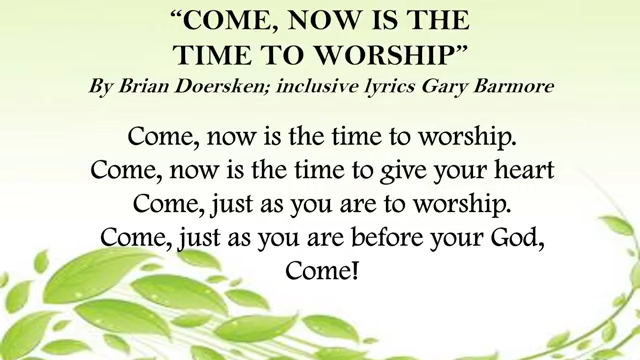 “COME, NOW IS THE
TIME TO WORSHIP”
By Brian Doersken; inclusive lyrics Gary Barmore
Come, now is the time to worship.
Come, now is the time to give your heart
Come, just as you are to worship.
Come, just as you are before your God,
Come!